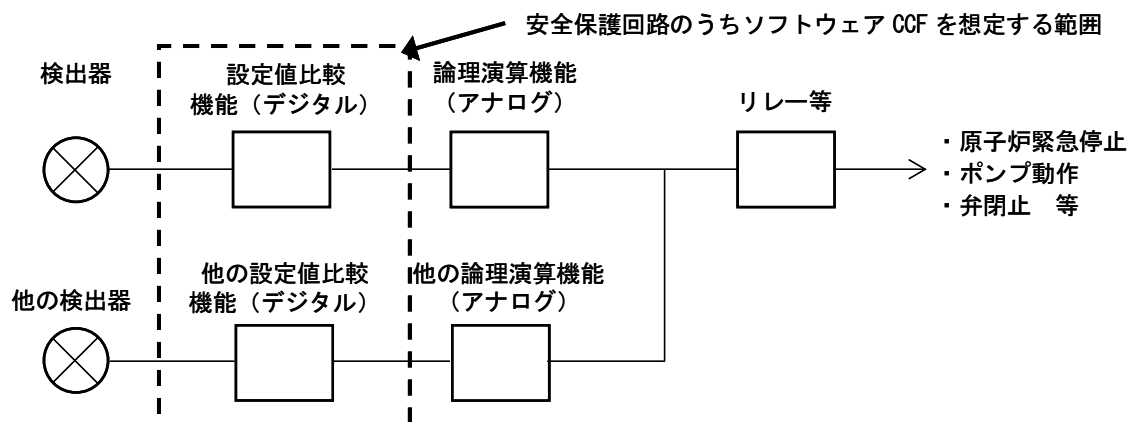 安全保護回路のうちソフトウェア CCF を想定する範囲
検出器
設定値比較
機能(デジタル)
論理演算機能
(アナログ)
リレー等
・原子炉緊急停止
・ポンプ動作
・弁閉止 等
他の検出器
他の設定値比較
機能(デジタル)
他の論理演算機能
(アナログ)